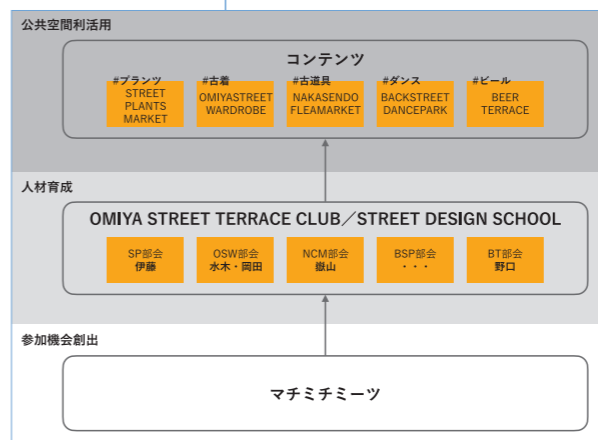 公共空間利活用
コンテンツ
#プランツ
STREET
PLANTS
MARKET
#古着
OMIYASTREET
WARDROBE
#古道具
NAKASENDO
FLEAMARKET
#ダンス
BACKSTREET
DANCEPARK
#ビール
BEER
TERRACE
人材育成
OMIYA STREET TERRACE CLUB／STREET DESIGN SCHOOL
SP部会
伊藤
OSW部会
水木・岡田
NCM部会
嶽山
BSP部会
・・・
BT部会
野口
参加機会創出
マチミチミーツ